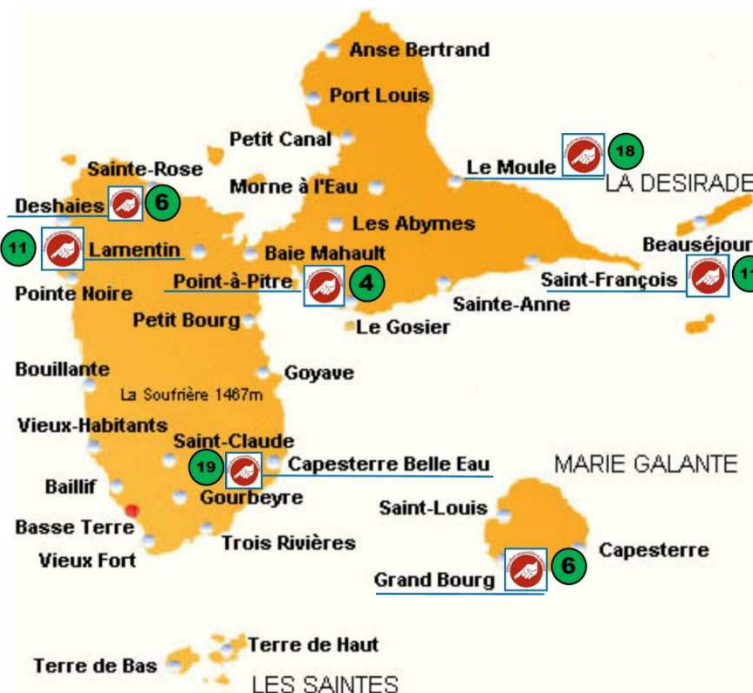 Anse Bertrand
Port Louis
Petit Canal
18
Sainte-Rose
Le Moule
LA DESIRADE
Morne à l'Eau
Deshaies
6
Les Abymes
11
Lamentin
Baie Mahault
Beauséjour
Point-à-Pitre
4
Saint-François
11
Pointe Noire
Sainte-Anne
Petit Bourg
Le Gosier
Bouillante
Goyave
La Soufrière 1467m
Vieux-Habitants
Saint-Claude
19
Capesterre Belle Eau
MARIE GALANTE
Baillif
Gourbeyre
Saint-Louis
Basse Terre
Trois Rivières
Capesterre
Vieux Fort
Grand Bourg
6
Terre de Haut
Terre de Bas
LES SAINTES